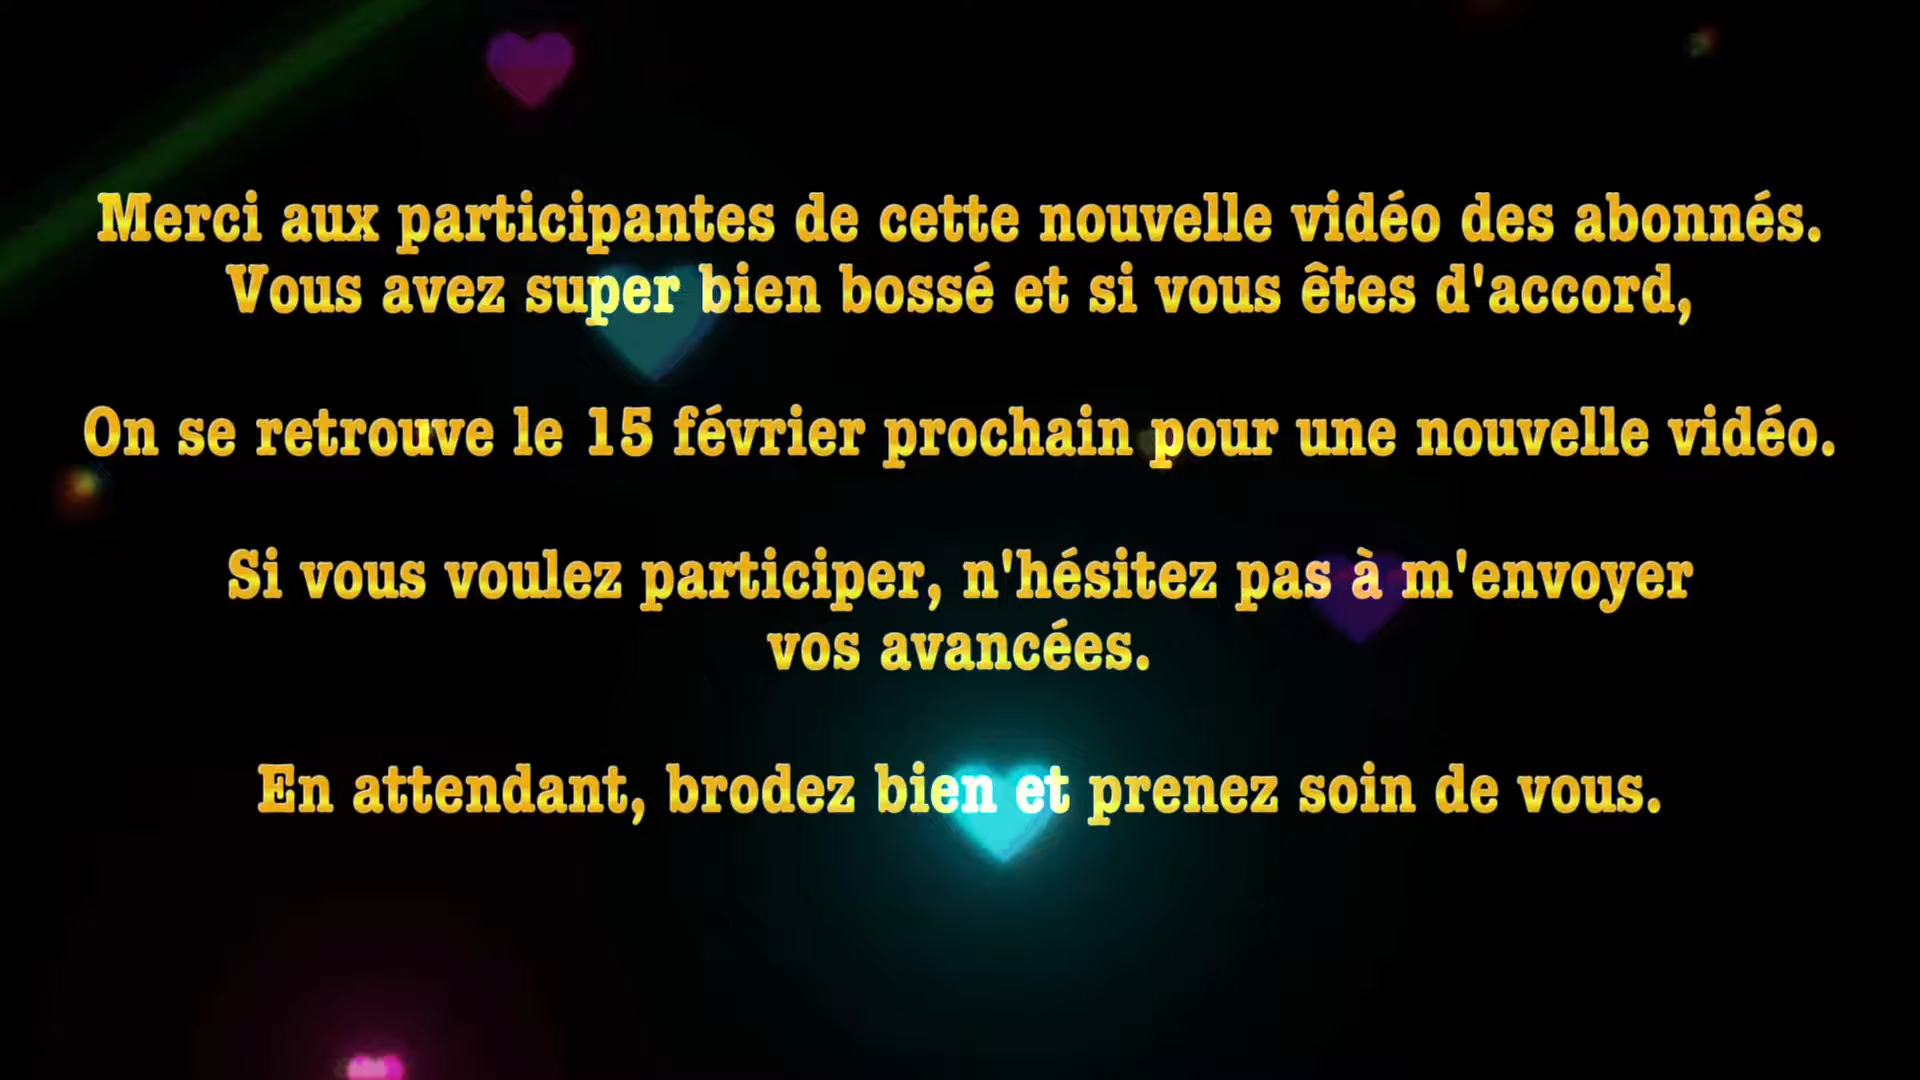 Merci aux participantes de cette nouvelle vidéo des abonnés.
Vous avez super bien bossé et si vous êtes d'accord,
On se retrouve le 15 février prochain pour une nouvelle vidéo.
Si vous voulez participer, n'hésitez pas à m'envoyer
vos avancées.
En attendant, brodez bien et prenez soin de vous.